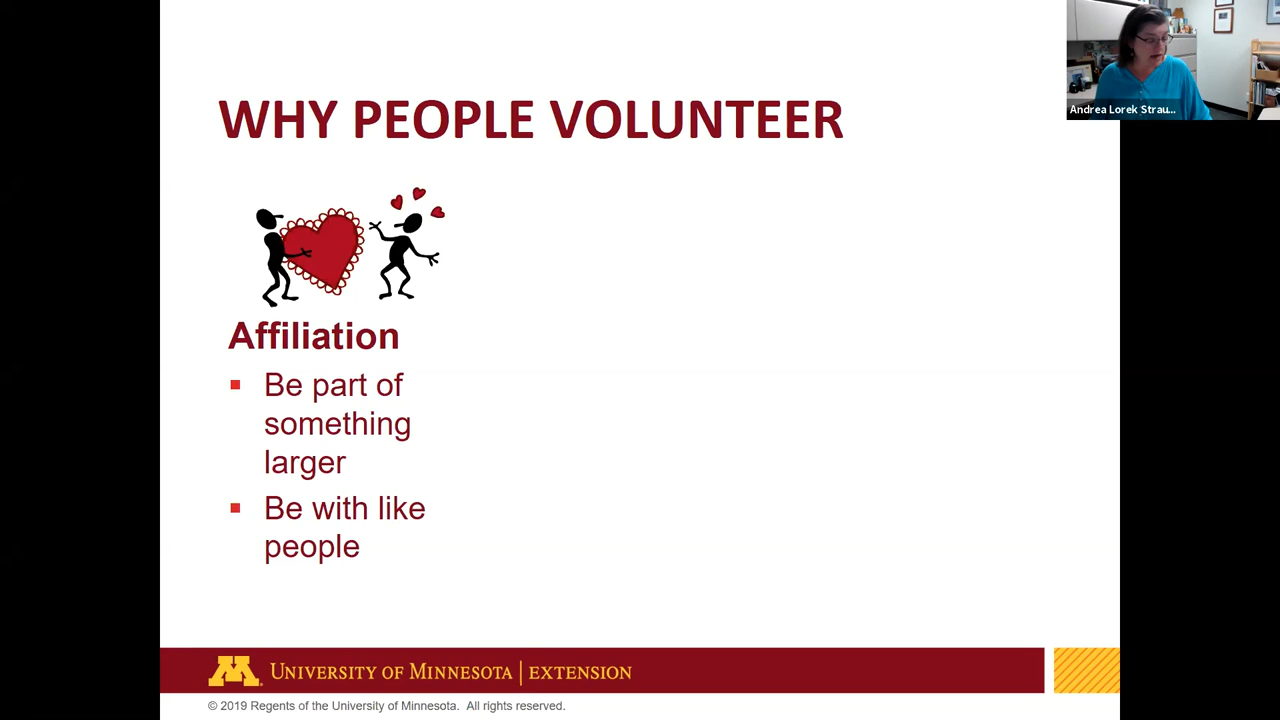 WHY PEOPLE VOLUNTEER
Andrea Lorek Strau...
Affiliation
Be part of
something
larger
Be with like
people
UNIVERSITY OF MINNESOTA | EXTENSION
© 2019 Regents of the University of Minnesota. All rights reserved.